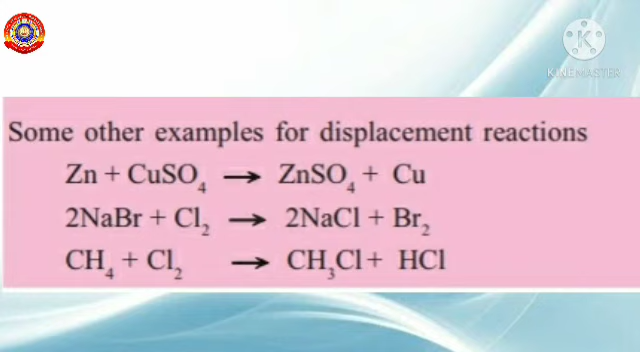 KINEMASTER
Some other examples for displacement reactions
Zn + CuSO₄ → ZnSO₄ + Cu
2NaBr + Cl₂ → 2NaCl + Br₂
CH₄ + Cl₂ → CH₃Cl + HCl